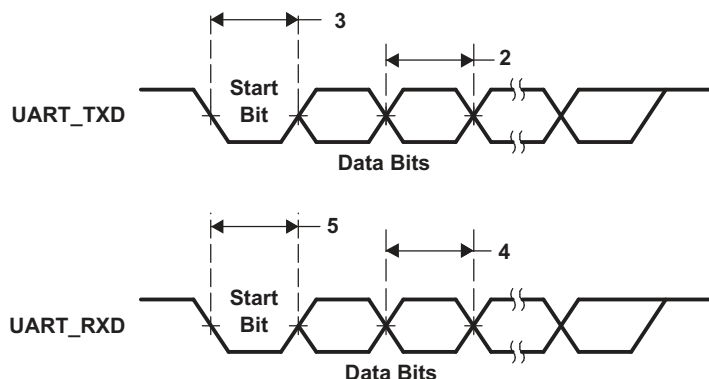 3
2
UART_TXD
Start
Bit
Data Bits
5
4
UART_RXD
Start
Bit
Data Bits